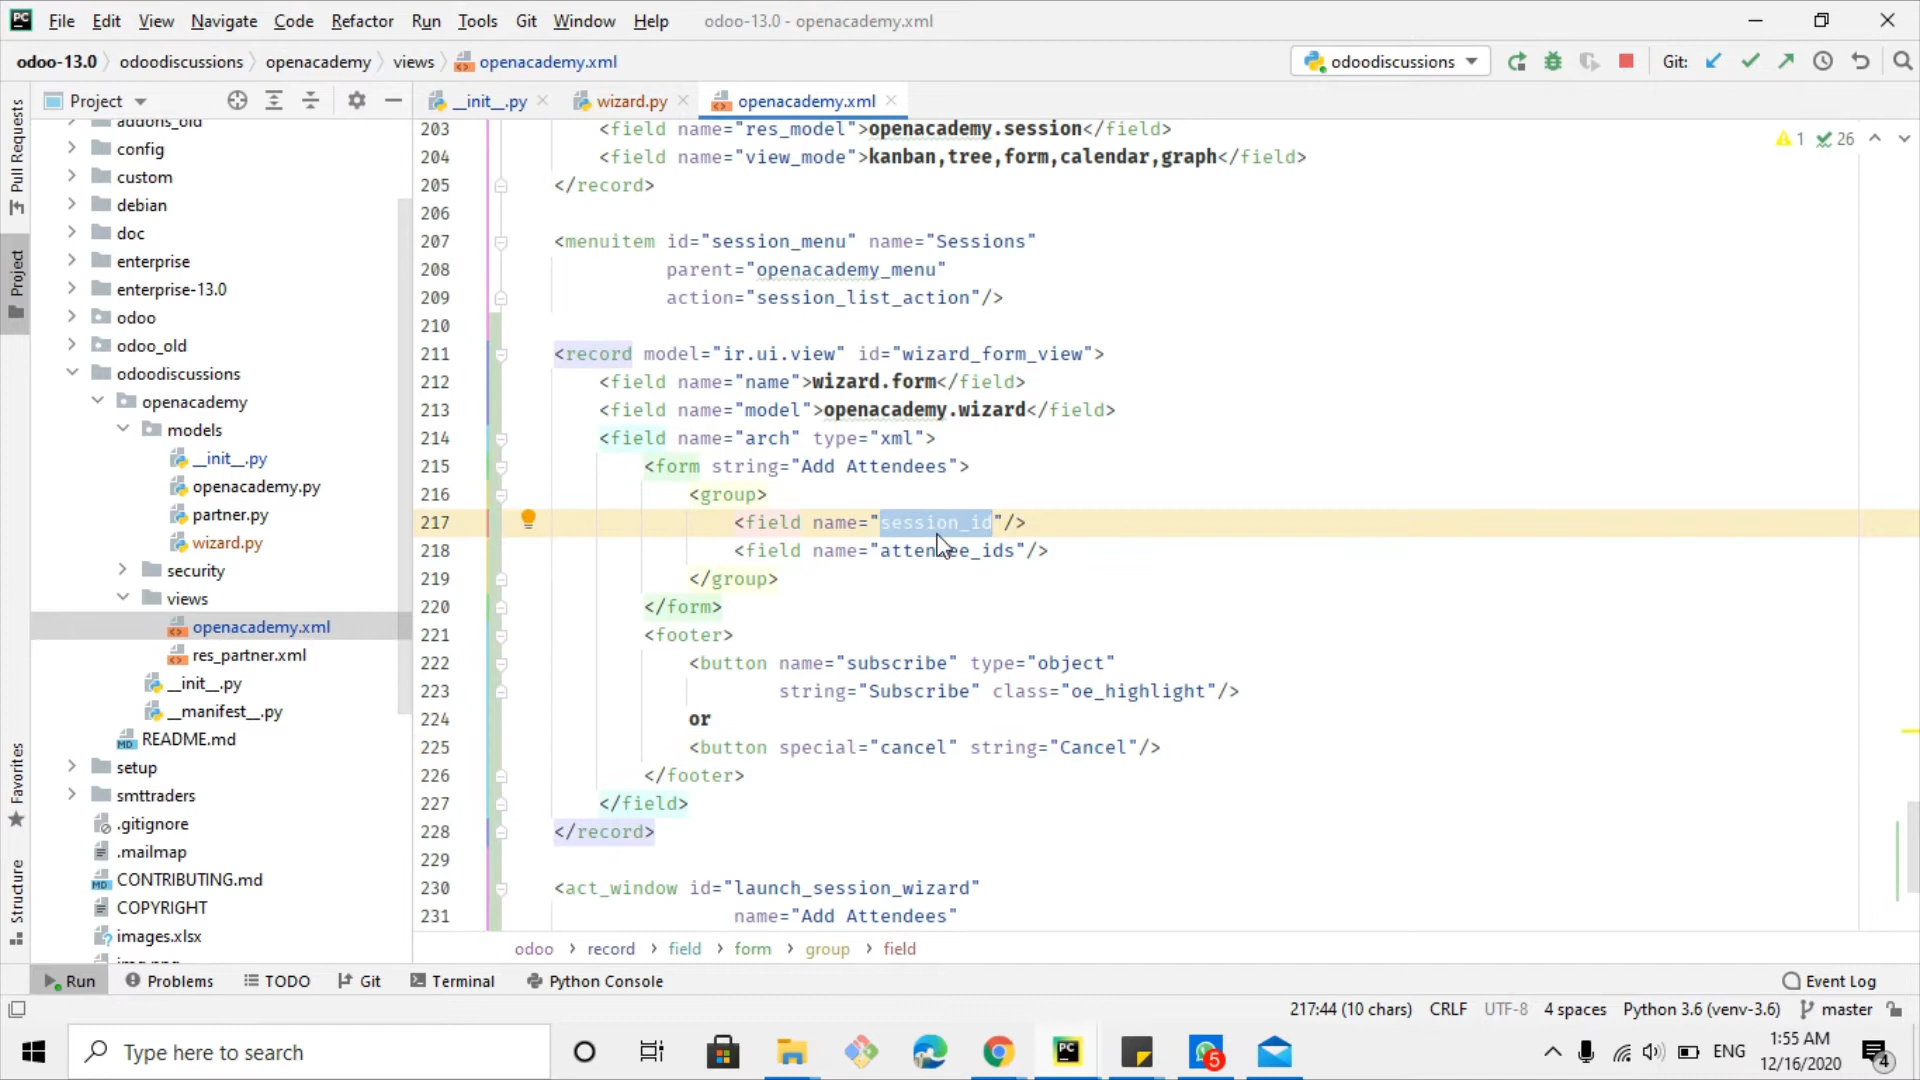 PC File Edit View Navigate Code Refactor Run Tools Git Window Help odoo-13.0 - openacademy.xml
odoo-13.0 odoodiscussions openacademy views openacademy.xml odoodiscussions Git:
Project __init__.py wizard.py openacademy.xml
Pull Requests
Project
Favorites
Structure
config
custom
debian
doc
enterprise
enterprise-13.0
odoo
odoo_old
odoodiscussions
openacademy
models
__init__.py
openacademy.py
partner.py
wizard.py
security
views
openacademy.xml
res_partner.xml
__init__.py
__manifest__.py
README.md
setup
smttraders
.gitignore
.mailmap
CONTRIBUTING.md
COPYRIGHT
images.xlsx
1 26
203 <field name="res_model">openacademy.session</field>
204 <field name="view_mode">kanban,tree,form,calendar,graph</field>
205 </record>
206
207 <menuitem id="session_menu" name="Sessions"
208 parent="openacademy_menu"
209 action="session_list_action"/>
210
211 <record model="ir.ui.view" id="wizard_form_view">
212 <field name="name">wizard.form</field>
213 <field name="model">openacademy.wizard</field>
214 <field name="arch" type="xml">
215 <form string="Add Attendees">
216 <group>
217 <field name="session_id"/>
218 <field name="attendee_ids"/>
219 </group>
220 </form>
221 <footer>
222 <button name="subscribe" type="object"
223 string="Subscribe" class="oe_highlight"/>
224 or
225 <button special="cancel" string="Cancel"/>
226 </footer>
227 </field>
228 </record>
229
230 <act_window id="launch_session_wizard"
231 name="Add Attendees"
odoo record field form group field
Run Problems TODO Git Terminal Python Console Event Log
217:44 (10 chars) CRLF UTF-8 4 spaces Python 3.6 (venv-3.6) master
Type here to search
PC
5
ENG
1:55 AM
12/16/2020
4